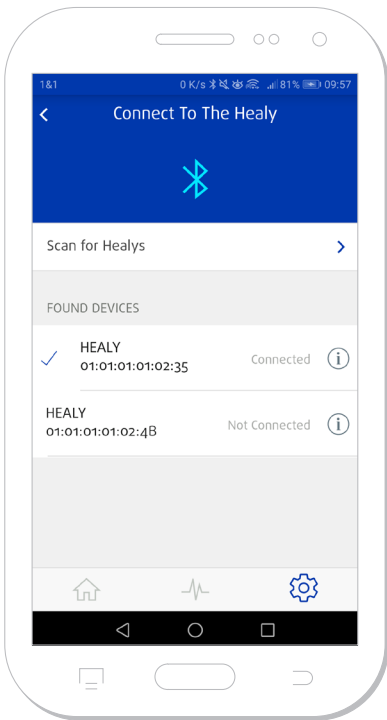 1&1 0 K/s 81% 09:57
Connect To The Healy
Scan for Healys
FOUND DEVICES
HEALY
01:01:01:01:02:35 Connected
HEALY
01:01:01:01:02:4B Not Connected